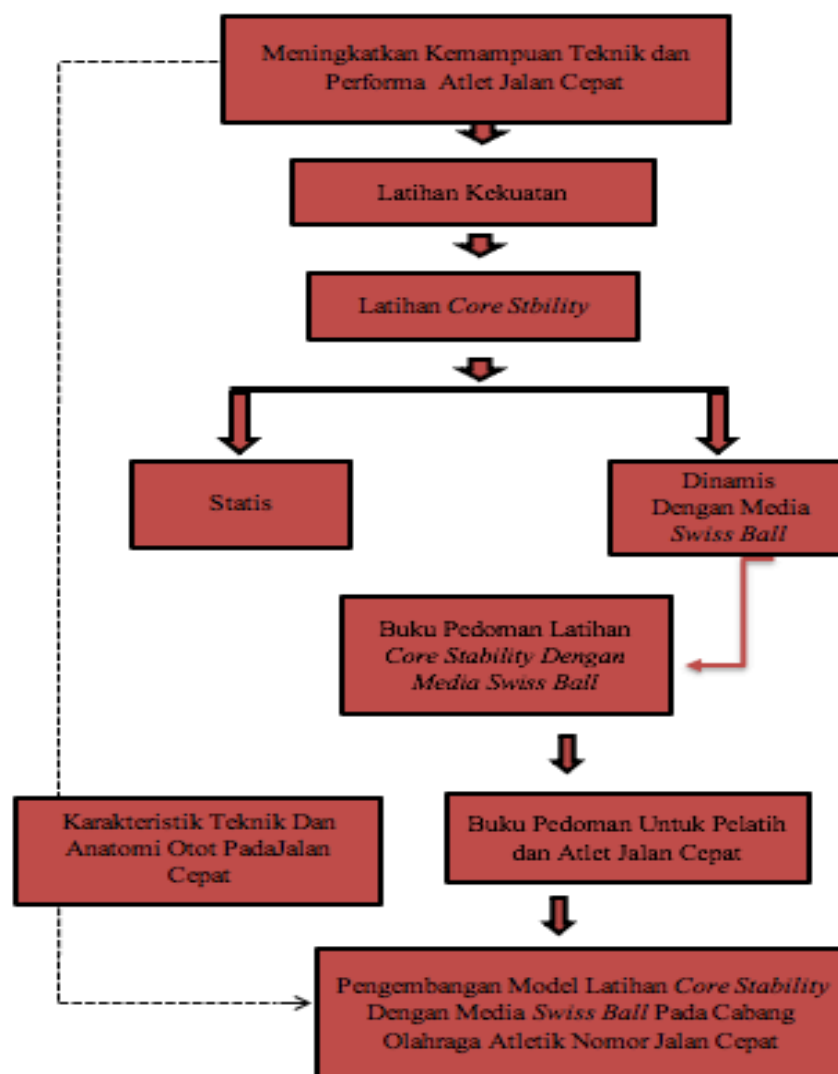 Meningkatkan Kemampuan Teknik dan
Performa Atlet Jalan Cepat
Latihan Kekuatan
Latihan Core Stbility
Statis
Dinamis
Dengan Media
Swiss Ball
Buku Pedoman Latihan
Core Stability Dengan
Media Swiss Ball
Karakteristik Teknik Dan
Anatomi Otot PadaJalan
Cepat
Buku Pedoman Untuk Pelatih
dan Atlet Jalan Cepat
Pengembangan Model Latihan Core Stability
Dengan Media Swiss Ball Pada Cabang
Olahraga Atletik Nomor Jalan Cepat